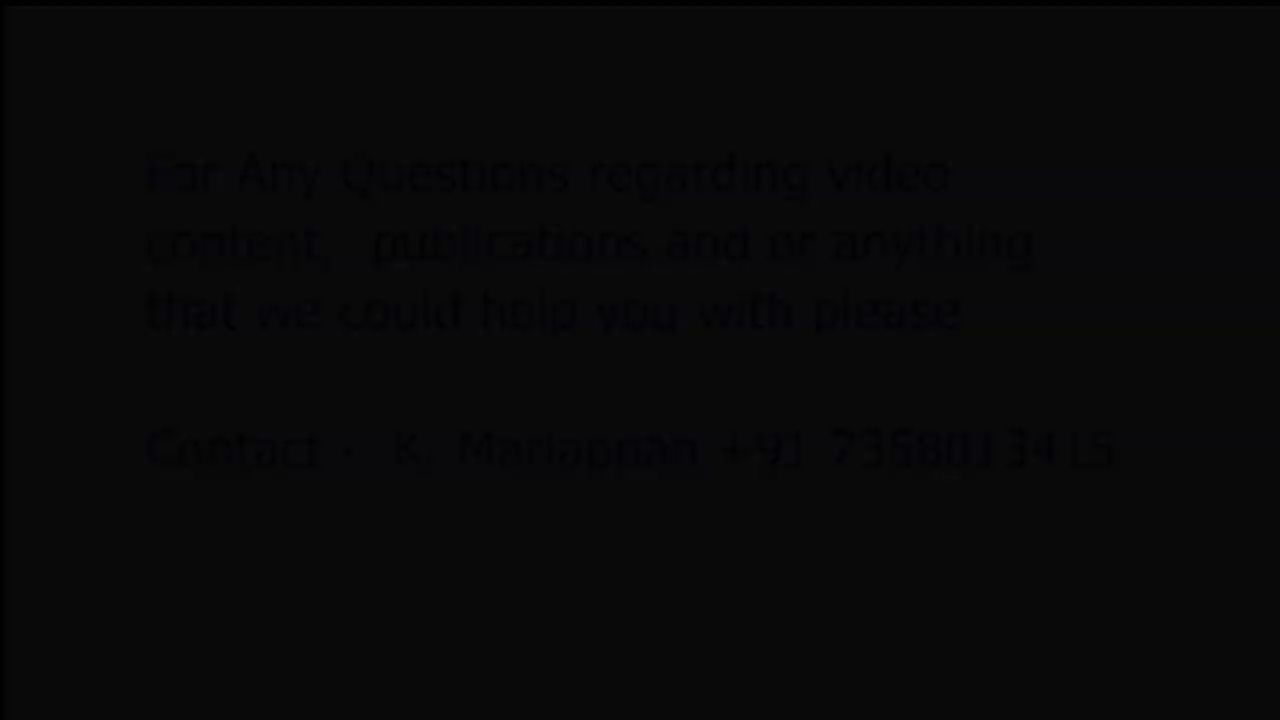 For Any Questions regarding video
content, publications and or anything
that we could help you with please
Contact - K. Mariappan +91